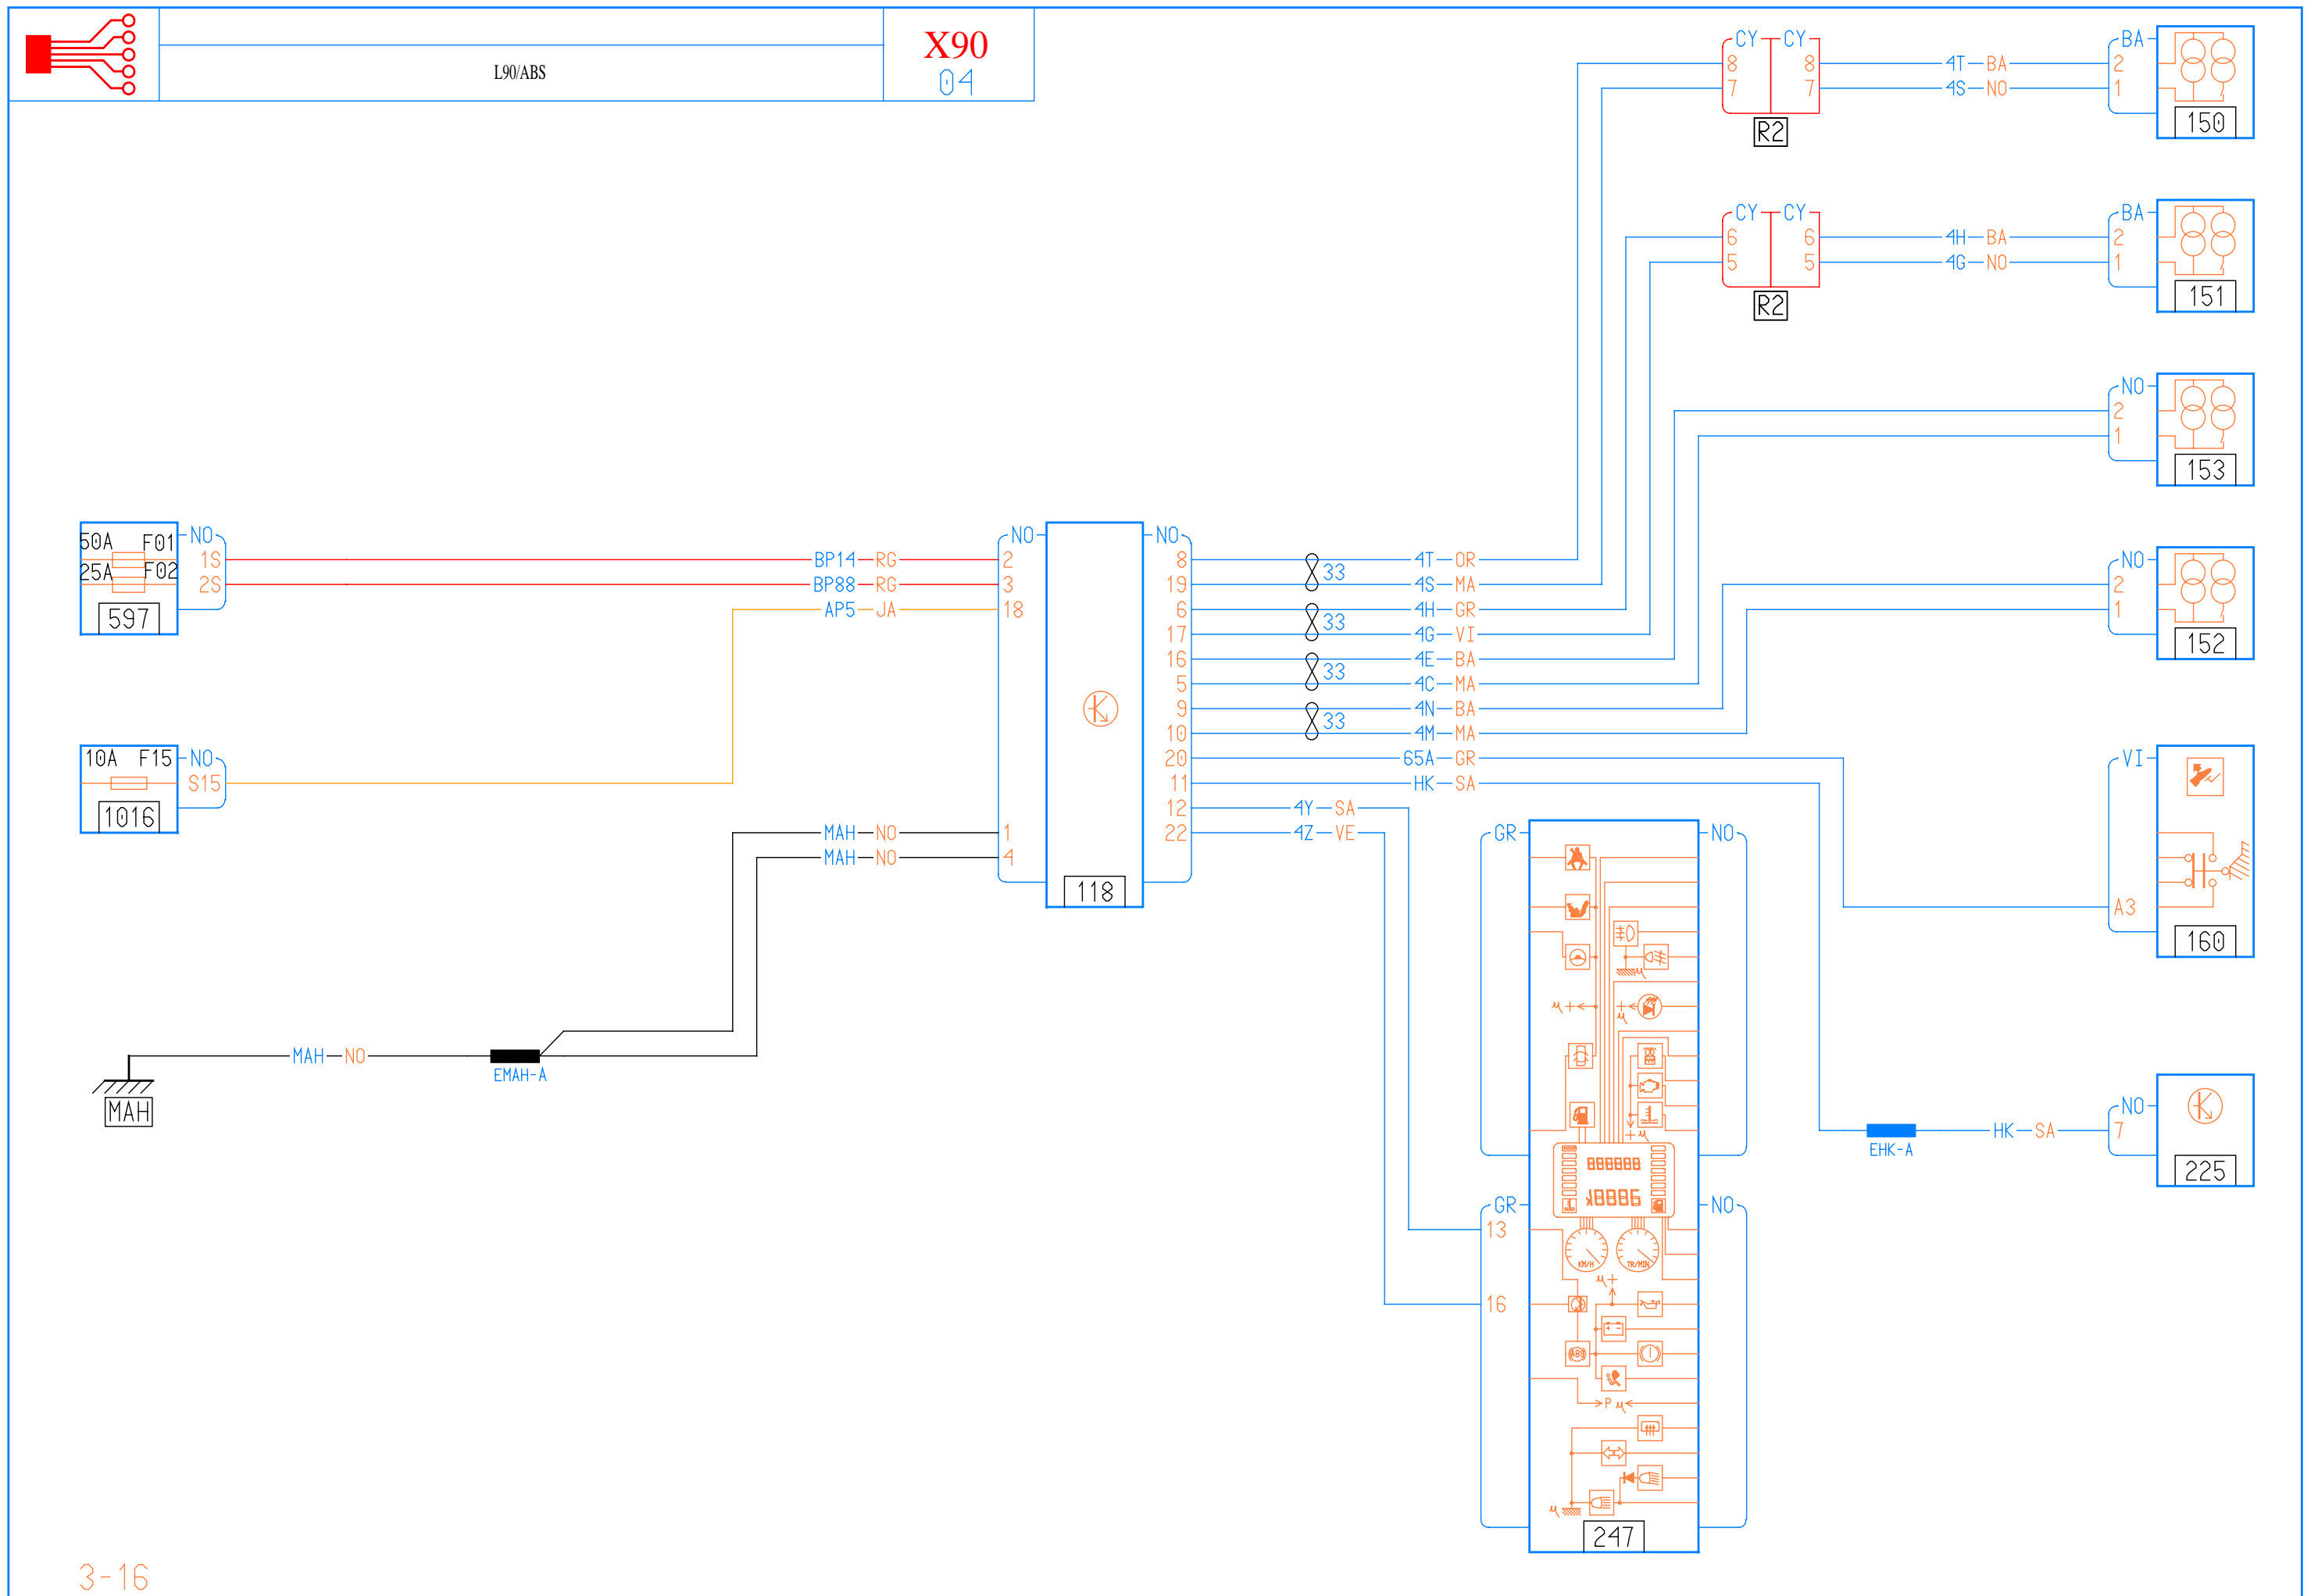 L90/ABS
X90
04
CY CY
8 8 4T BA
7 7 4S NO
R2
BA
2
1
150
CY CY
6 6 4H BA
5 5 4G NO
R2
BA
2
1
151
NO
2
1
153
NO
2
1
152
50A F01
25A F02
597
NO
1S BP14 RG
2S BP88 RG
AP5 JA
10A F15
1016
NO
S15
MAH NO
MAH NO
MAH NO
EMAH-A
MAH
NO
2
3
18
1
4
118
NO
8 33 4T OR
19 4S MA
6 33 4H GR
17 4G VI
16 33 4E BA
5 4C MA
9 33 4N BA
10 4M MA
20 65A GR
11 HK SA
12 4Y SA
22 4Z VE
VI
A3
160
EHK-A
HK SA
NO
7
225
GR NO
µ
µ + + µ
+ µ
888888
18888
GR NO
13
16
KM/H TR/MIN
µ +
ABS
P µ
µ
247
3-16